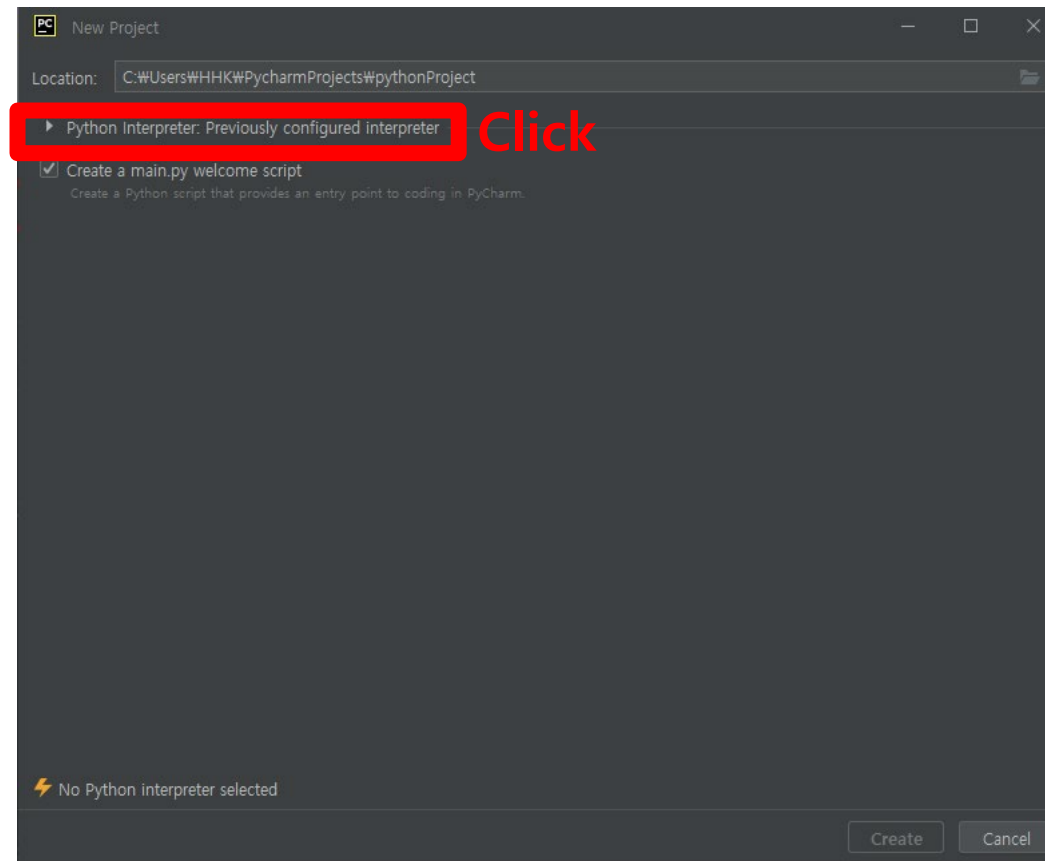 PC New Project
Location: C:₩Users₩HHK₩PycharmProjects₩pythonProject
Python Interpreter: Previously configured interpreter Click
Create a main.py welcome script
Create a Python script that provides an entry point to coding in PyCharm.
No Python interpreter selected
Create Cancel